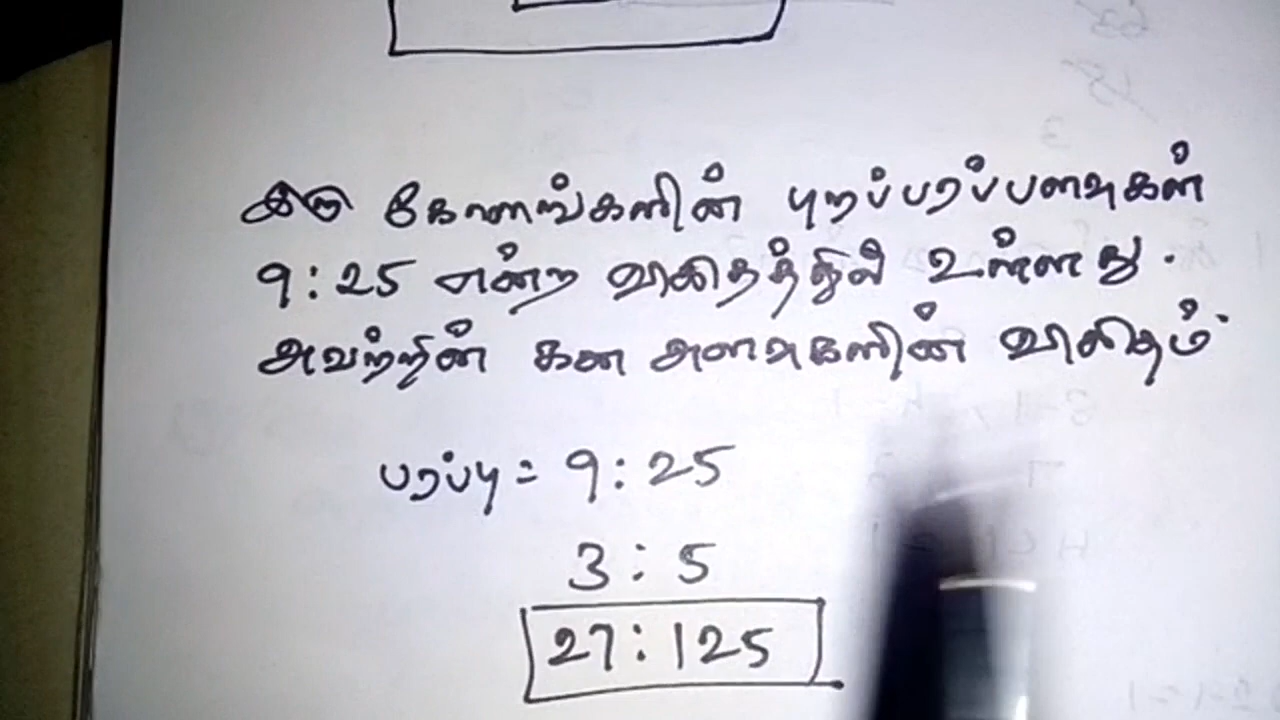 இரு கோளங்களின் புறப்பரப்பளவுகள்
9:25 என்ற விகிதத்தில் உள்ளது.
அவற்றின் கன அளவுகளின் விகிதம்
பரப்பு = 9:25
3:5
27:125